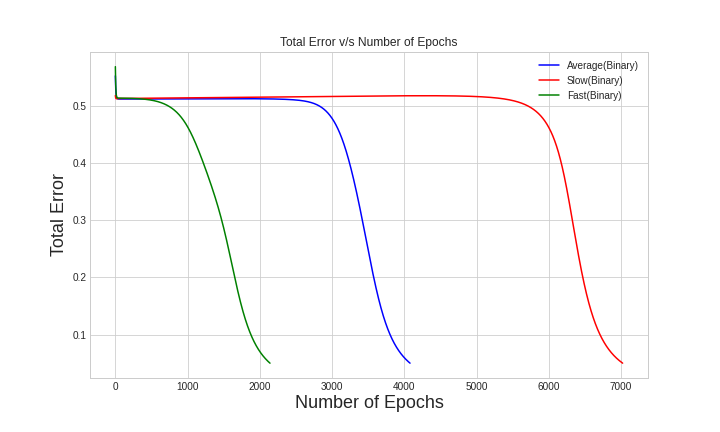 Total Error v/s Number of Epochs
Average(Binary)
Slow(Binary)
Fast(Binary)
Total Error
0.5
0.4
0.3
0.2
0.1
0 1000 2000 3000 4000 5000 6000 7000
Number of Epochs